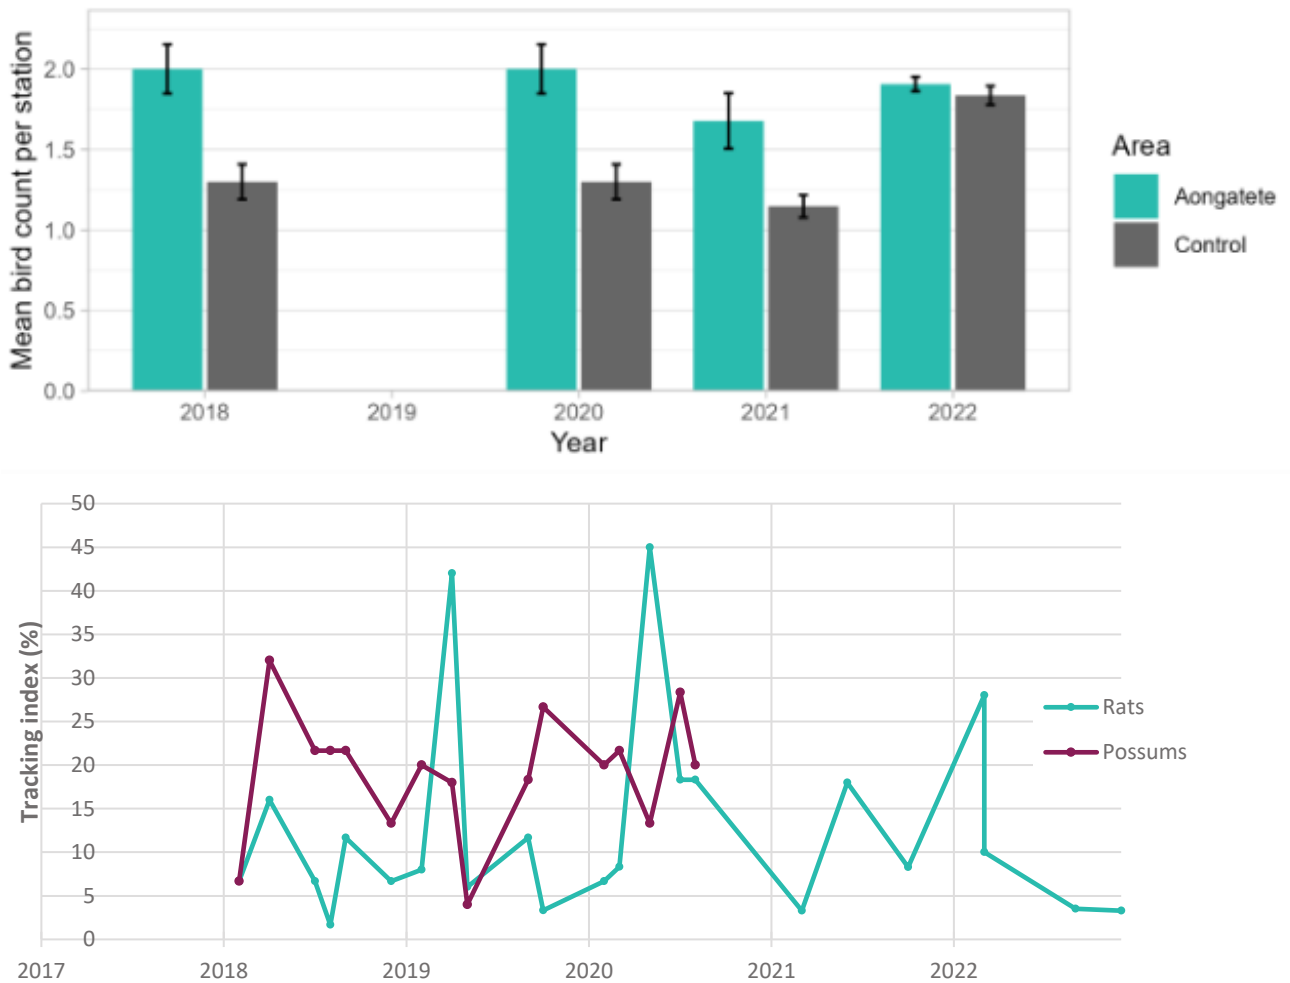 Mean bird count per station
2.0
1.5
1.0
0.5
0.0
2018 2019 2020 2021 2022
Year
Area
Aongatete
Control
Tracking index (%)
50
45
40
35
30
25
20
15
10
5
0
2017 2018 2019 2020 2021 2022
Rats
Possums